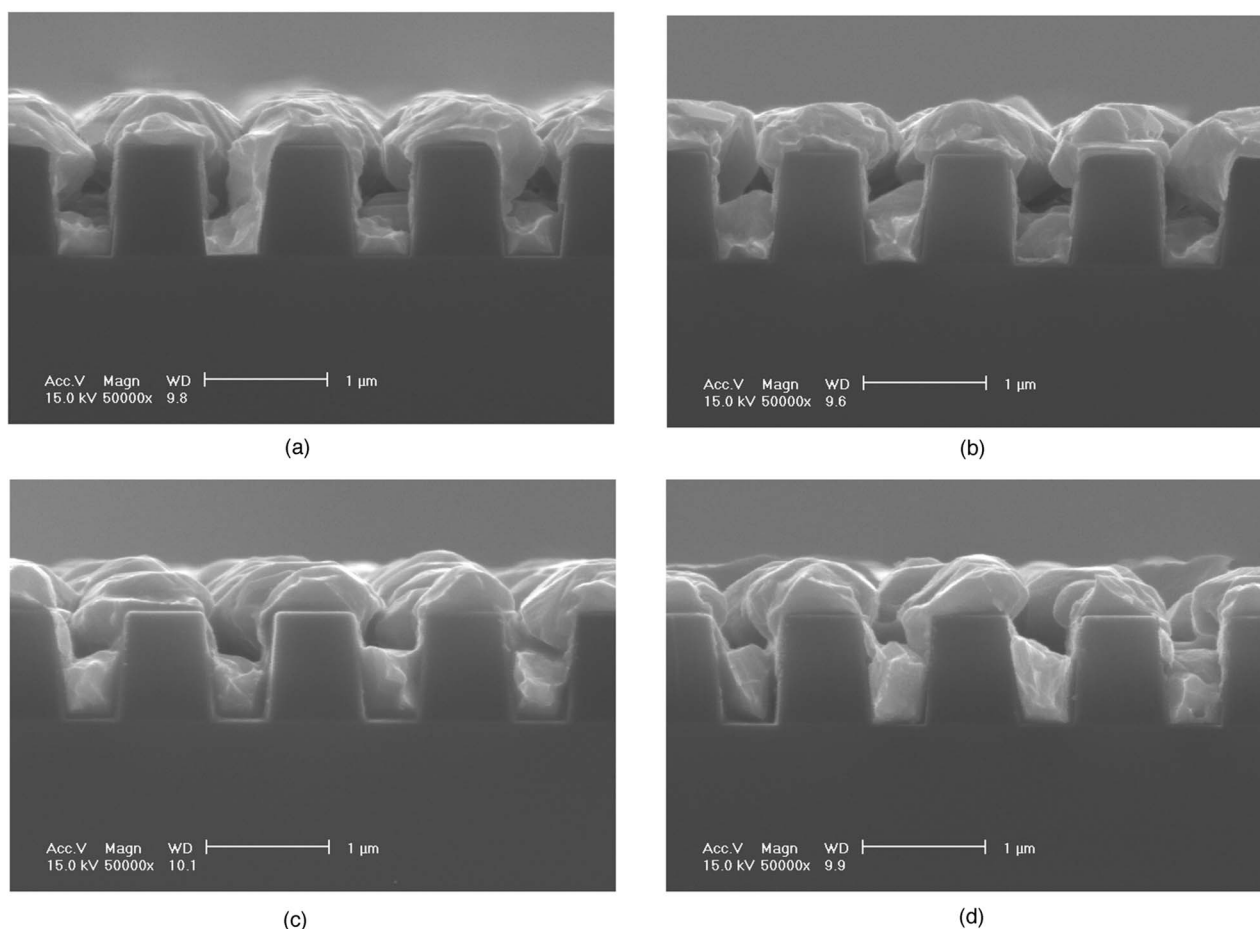 Acc.V Magn WD 1 µm
15.0 kV 50000x 9.8
(a)
Acc.V Magn WD 1 µm
15.0 kV 50000x 9.6
(b)
Acc.V Magn WD 1 µm
15.0 kV 50000x 10.1
(c)
Acc.V Magn WD 1 µm
15.0 kV 50000x 9.9
(d)